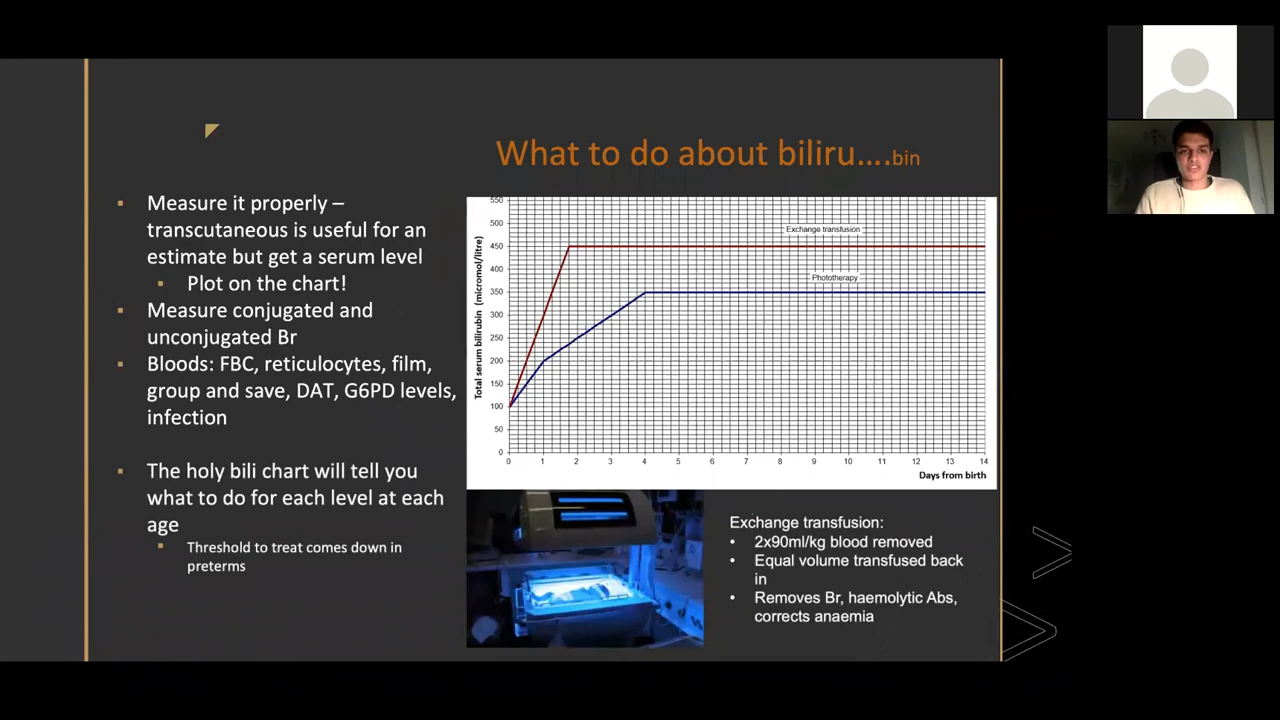 What to do about biliru....bin
Measure it properly –
transcutaneous is useful for an
estimate but get a serum level
Plot on the chart!
Measure conjugated and
unconjugated Br
Bloods: FBC, reticulocytes, film,
group and save, DAT, G6PD levels,
infection
The holy bili chart will tell you
what to do for each level at each
age
Threshold to treat comes down in
preterms
Total serum bilirubin (micromol/litre)
550
500
450
400
350
300
250
200
150
100
50
0
Exchange transfusion
Phototherapy
0 1 2 3 4 5 6 7 8 9 10 11 12 13 14
Days from birth
Exchange transfusion:
• 2x90ml/kg blood removed
• Equal volume transfused back
in
• Removes Br, haemolytic Abs,
corrects anaemia